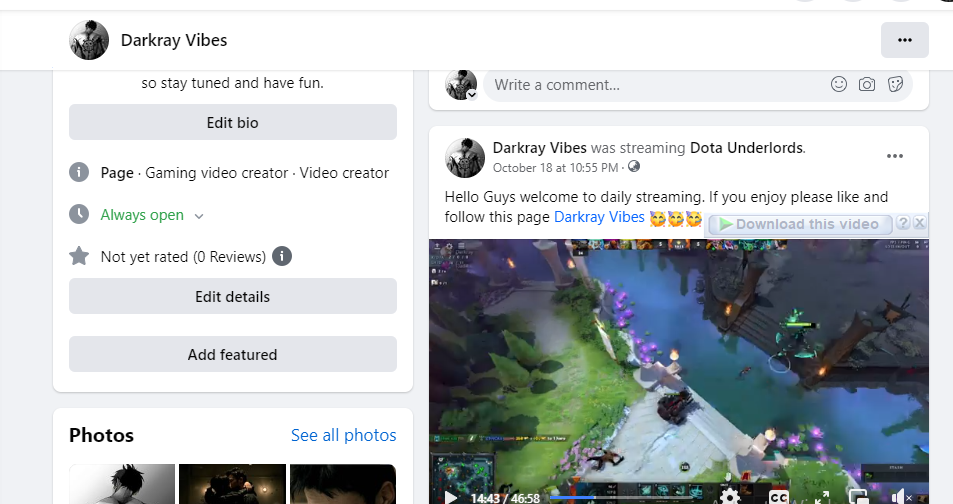 Darkray Vibes
so stay tuned and have fun.
Edit bio
Page · Gaming video creator · Video creator
Always open
Not yet rated (0 Reviews)
Edit details
Add featured
Photos
See all photos
Write a comment...
Darkray Vibes was streaming Dota Underlords.
October 18 at 10:55 PM ·
Hello Guys welcome to daily streaming. If you enjoy please like and
follow this page Darkray Vibes 🥳🥳🥳
Download this video ? X
14:43 / 46:58
CC